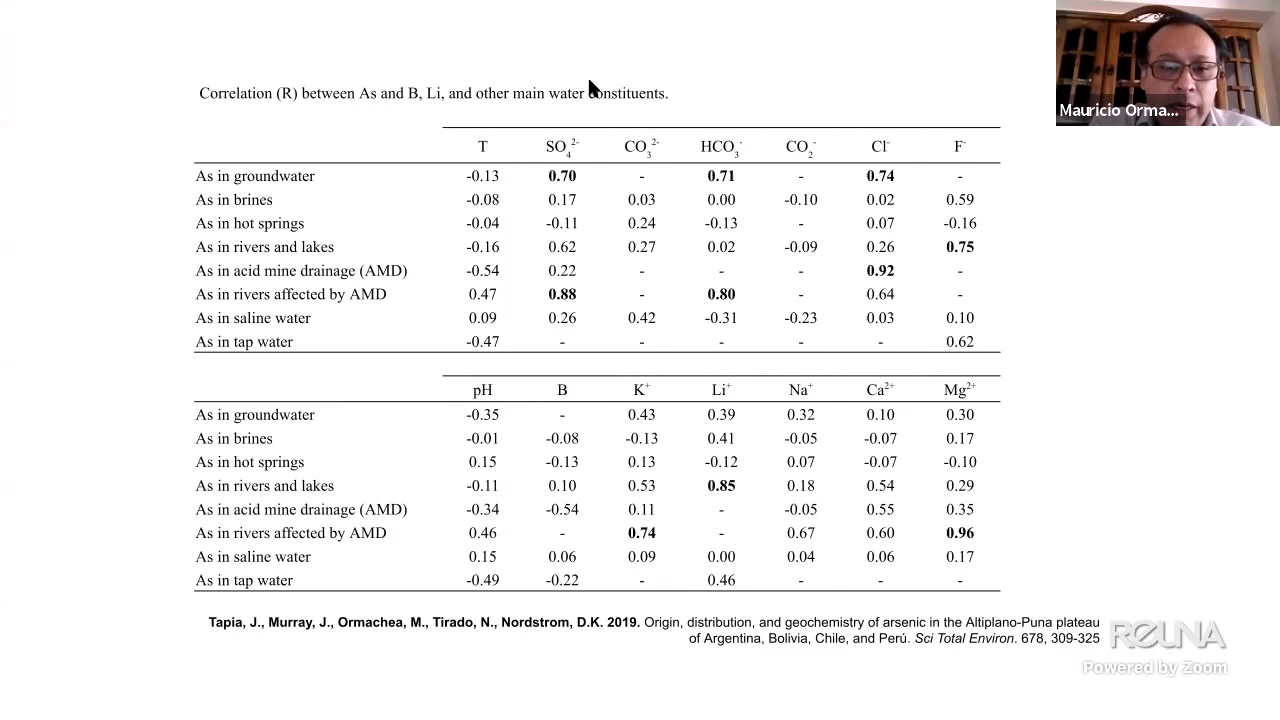 Mauricio Orma...
Correlation (R) between As and B, Li, and other main water constituents.
T SO₄²⁻ CO₃²⁻ HCO₃⁻ CO₂⁻ Cl⁻ F⁻
As in groundwater -0.13 0.70 - 0.71 - 0.74 -
As in brines -0.08 0.17 0.03 0.00 -0.10 0.02 0.59
As in hot springs -0.04 -0.11 0.24 -0.13 - 0.07 -0.16
As in rivers and lakes -0.16 0.62 0.27 0.02 -0.09 0.26 0.75
As in acid mine drainage (AMD) -0.54 0.22 - - - 0.92 -
As in rivers affected by AMD 0.47 0.88 - 0.80 - 0.64 -
As in saline water 0.09 0.26 0.42 -0.31 -0.23 0.03 0.10
As in tap water -0.47 - - - - - 0.62
pH B K⁺ Li⁺ Na⁺ Ca²⁺ Mg²⁺
As in groundwater -0.35 - 0.43 0.39 0.32 0.10 0.30
As in brines -0.01 -0.08 -0.13 0.41 -0.05 -0.07 0.17
As in hot springs 0.15 -0.13 0.13 -0.12 0.07 -0.07 -0.10
As in rivers and lakes -0.11 0.10 0.53 0.85 0.18 0.54 0.29
As in acid mine drainage (AMD) -0.34 -0.54 0.11 - -0.05 0.55 0.35
As in rivers affected by AMD 0.46 - 0.74 - 0.67 0.60 0.96
As in saline water 0.15 0.06 0.09 0.00 0.04 0.06 0.17
As in tap water -0.49 -0.22 - 0.46 - - -
Tapia, J., Murray, J., Ormachea, M., Tirado, N., Nordstrom, D.K. 2019. Origin, distribution, and geochemistry of arsenic in the Altiplano-Puna plateau
of Argentina, Bolivia, Chile, and Perú. Sci Total Environ. 678, 309-325
REUNA
Powered by Zoom